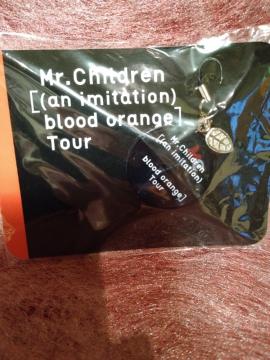 Mr.Children
[(an imitation)
blood orange]
Tour
Mr.Children
[(an imitation)
blood orange]
Tour